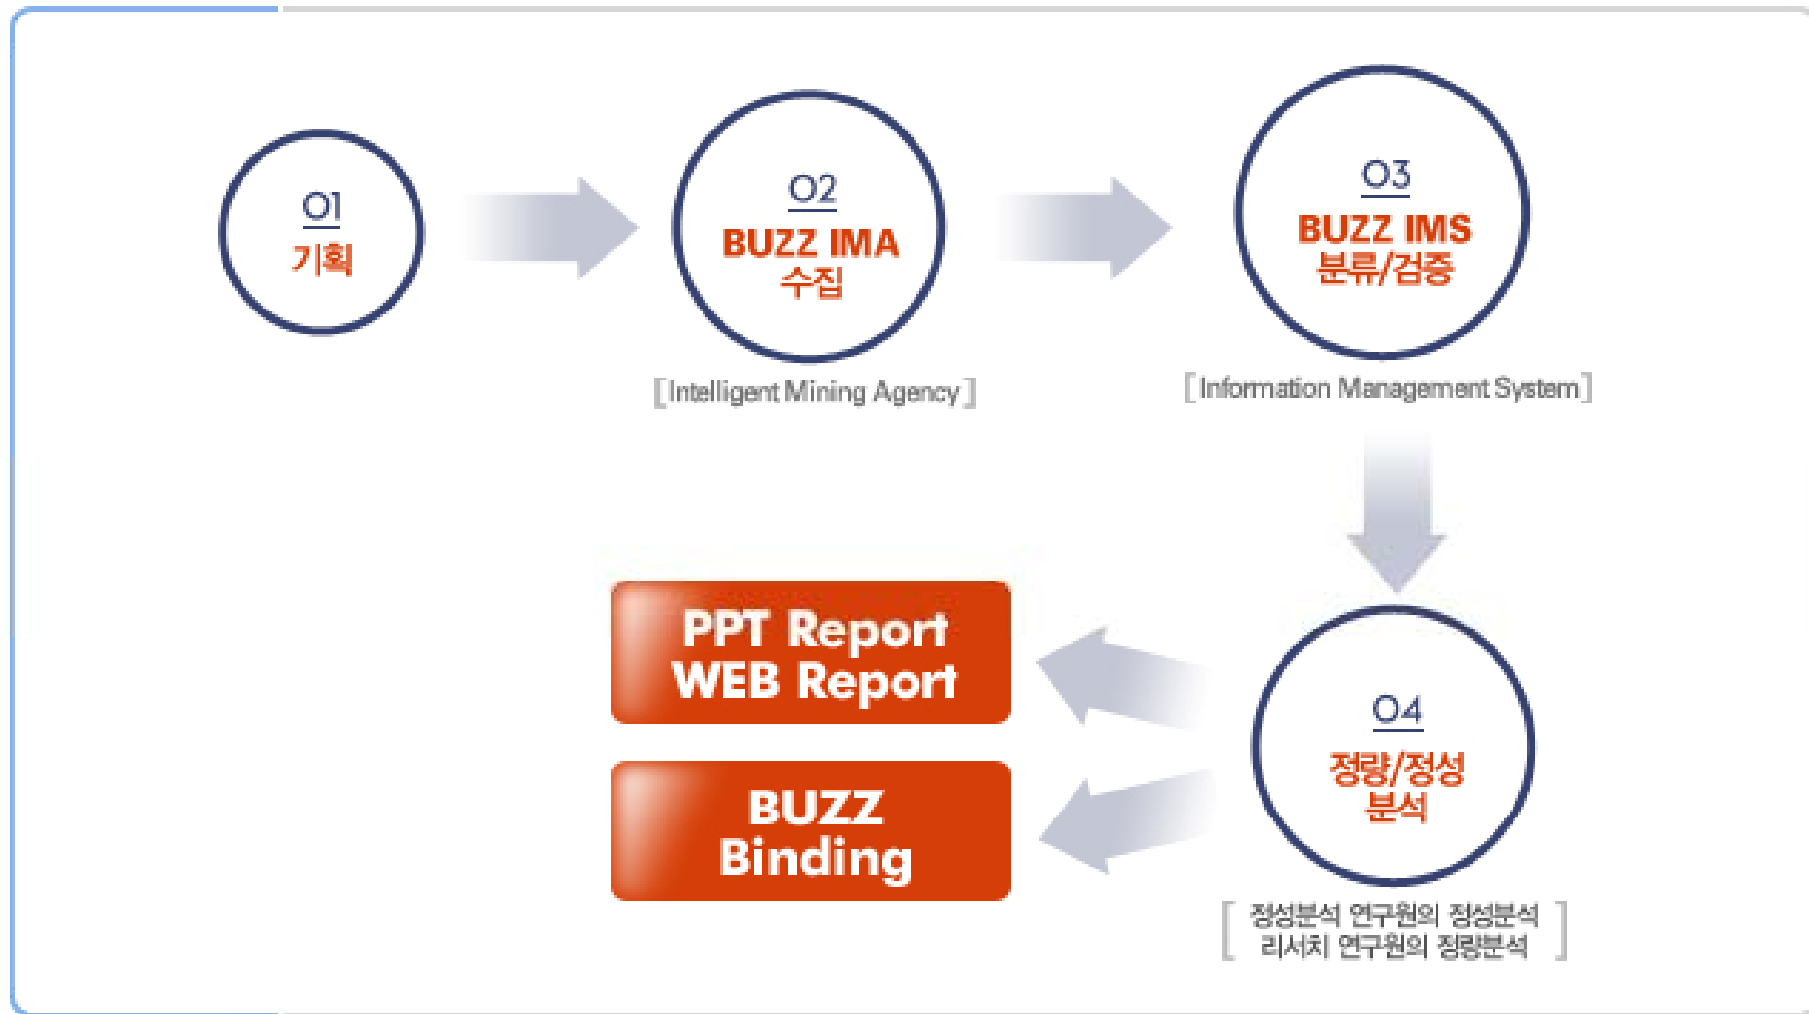 01
기획
02
BUZZ IMA
수집
[Intelligent Mining Agency]
03
BUZZ IMS
분류/검증
[Information Management System]
04
정량/정성
분석
[정성분석 연구원의 정성분석
리서치 연구원의 정량분석]
PPT Report
WEB Report
BUZZ
Binding